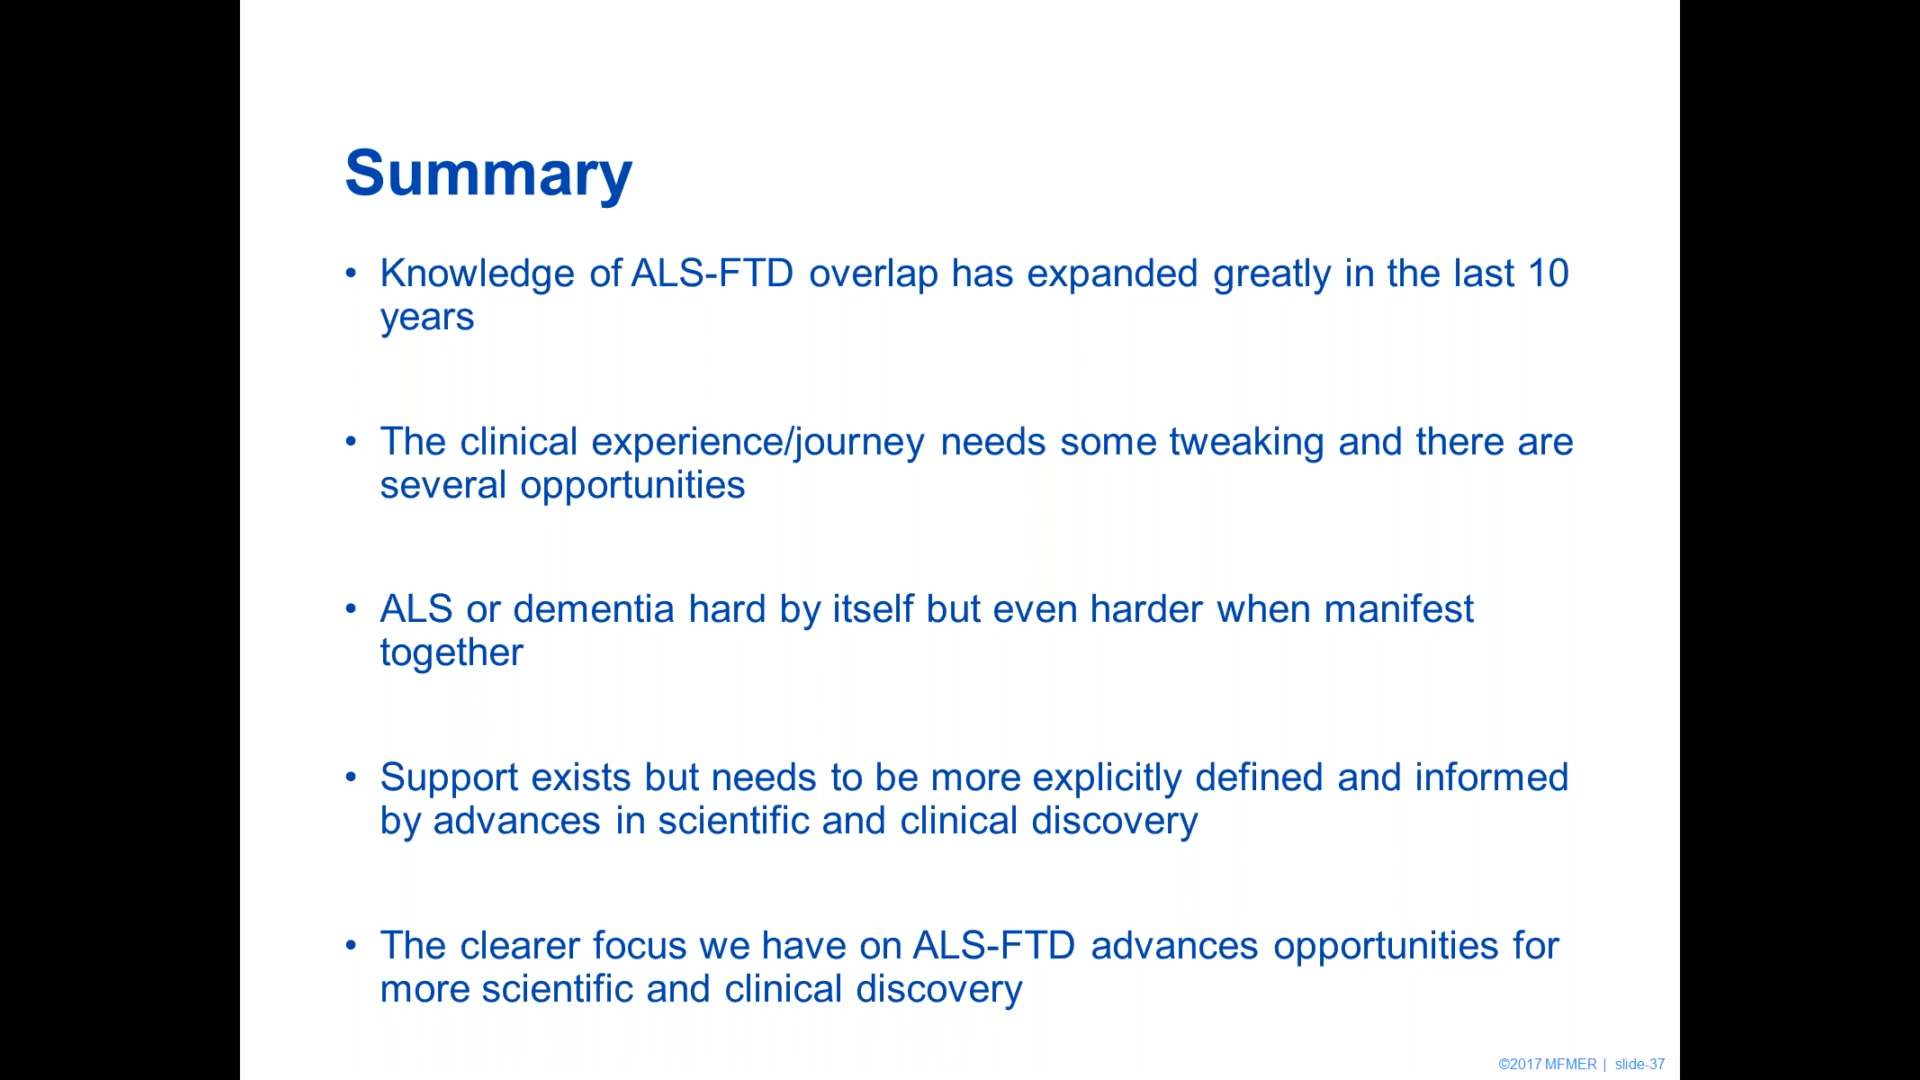 Summary
• Knowledge of ALS-FTD overlap has expanded greatly in the last 10
years
• The clinical experience/journey needs some tweaking and there are
several opportunities
• ALS or dementia hard by itself but even harder when manifest
together
• Support exists but needs to be more explicitly defined and informed
by advances in scientific and clinical discovery
• The clearer focus we have on ALS-FTD advances opportunities for
more scientific and clinical discovery
©2017 MFMER | slide-37